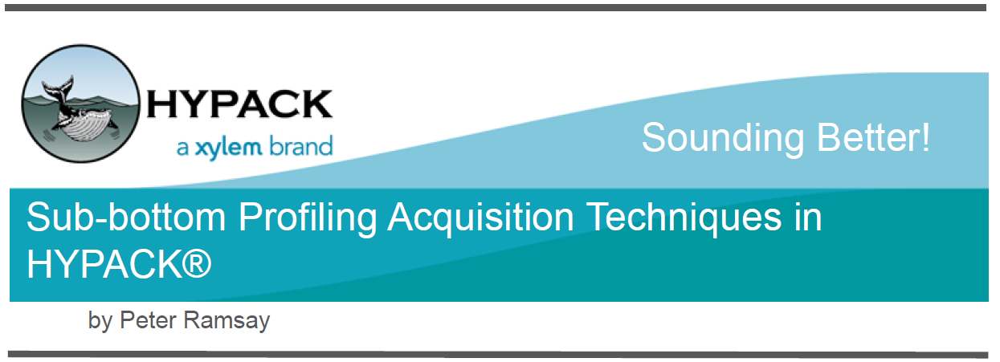 HYPACK
a xylem brand
Sounding Better!
Sub-bottom Profiling Acquisition Techniques in
HYPACK®
by Peter Ramsay